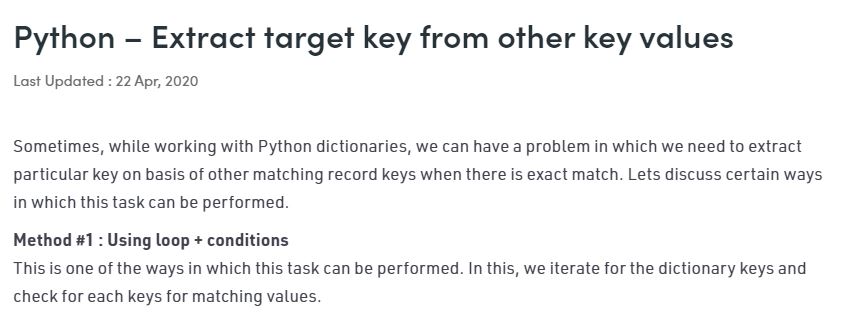 Python – Extract target key from other key values
Last Updated : 22 Apr, 2020
Sometimes, while working with Python dictionaries, we can have a problem in which we need to extract
particular key on basis of other matching record keys when there is exact match. Lets discuss certain ways
in which this task can be performed.
Method #1 : Using loop + conditions
This is one of the ways in which this task can be performed. In this, we iterate for the dictionary keys and
check for each keys for matching values.